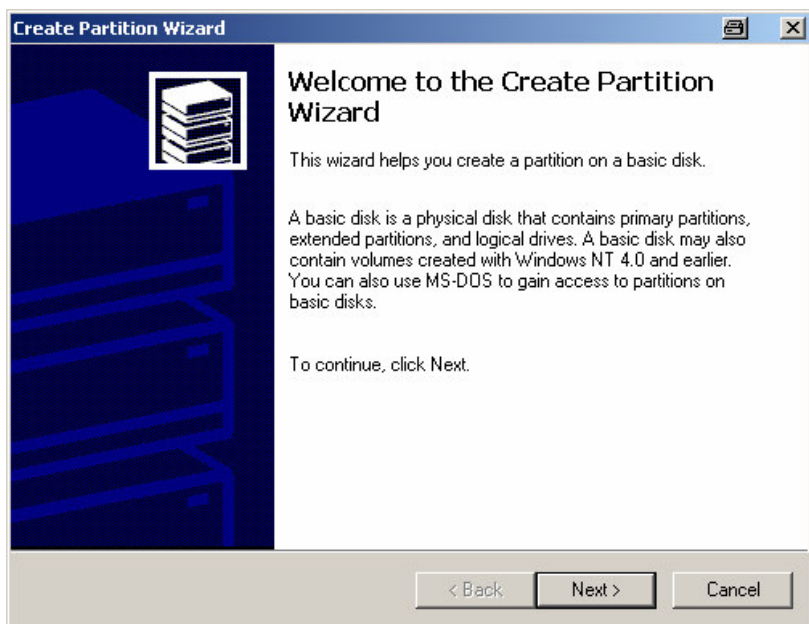 Create Partition Wizard
Welcome to the Create Partition
Wizard
This wizard helps you create a partition on a basic disk.
A basic disk is a physical disk that contains primary partitions,
extended partitions, and logical drives. A basic disk may also
contain volumes created with Windows NT 4.0 and earlier.
You can also use MS-DOS to gain access to partitions on
basic disks.
To continue, click Next.
< Back
Next >
Cancel